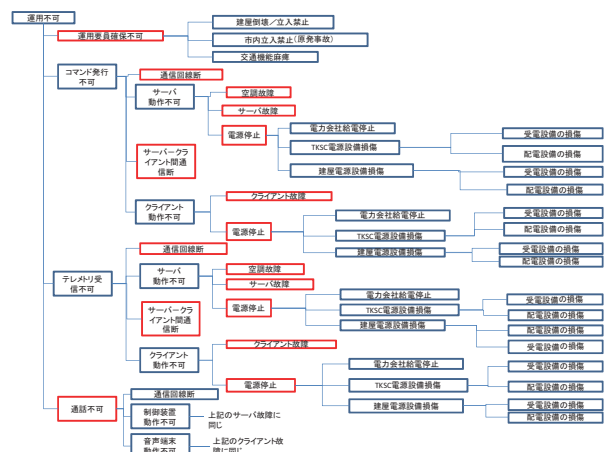 運用不可
運用要員確保不可
建屋倒壊／立入禁止
市内立入禁止（原発事故）
交通機能麻痺
コマンド発行
不可
通信回線断
サーバ
動作不可
空調故障
サーバ故障
電源停止
電力会社給電停止
TKSC電源設備損傷
受電設備の損傷
配電設備の損傷
建屋電源設備損傷
受電設備の損傷
配電設備の損傷
サーバークラ
イアント間通
信断
クライアント
動作不可
クライアント故障
電源停止
電力会社給電停止
TKSC電源設備損傷
受電設備の損傷
配電設備の損傷
建屋電源設備損傷
受電設備の損傷
配電設備の損傷
テレメトリ受
信不可
通信回線断
サーバ
動作不可
空調故障
サーバ故障
電源停止
電力会社給電停止
TKSC電源設備損傷
受電設備の損傷
配電設備の損傷
建屋電源設備損傷
配電設備の損傷
受電設備の損傷
サーバークラ
イアント間通
信断
クライアント
動作不可
クライアント故障
電源停止
電力会社給電停止
TKSC電源設備損傷
受電設備の損傷
配電設備の損傷
建屋電源設備損傷
受電設備の損傷
配電設備の損傷
通話不可
通信回線断
制御装置
動作不可
上記のサーバ故障に
同じ
音声端末
動作不可
上記のクライアント故
障に同じ